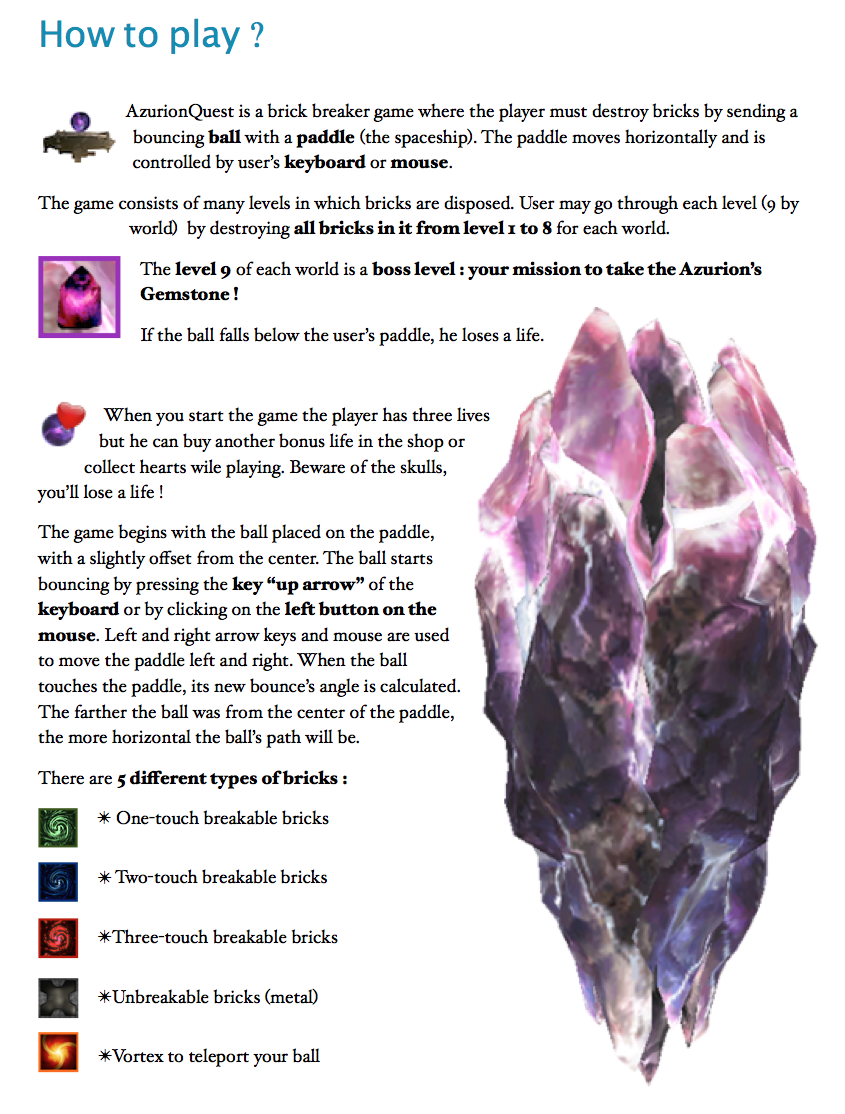 How to play ?
AzurionQuest is a brick breaker game where the player must destroy bricks by sending a
bouncing ball with a paddle (the spaceship). The paddle moves horizontally and is
controlled by user’s keyboard or mouse.
The game consists of many levels in which bricks are disposed. User may go through each level (9 by
world)  by destroying all bricks in it from level 1 to 8 for each world.
The level 9 of each world is a boss level : your mission to take the Azurion’s
Gemstone !
If the ball falls below the user’s paddle, he loses a life.
When you start the game the player has three lives
but he can buy another bonus life in the shop or
collect hearts wile playing. Beware of the skulls,
you’ll lose a life !
The game begins with the ball placed on the paddle,
with a slightly offset from the center. The ball starts
bouncing by pressing the key “up arrow” of the
keyboard or by clicking on the left button on the
mouse. Left and right arrow keys and mouse are used
to move the paddle left and right. When the ball
touches the paddle, its new bounce’s angle is calculated.
The farther the ball was from the center of the paddle,
the more horizontal the ball’s path will be.
There are 5 different types of bricks :
✴ One-touch breakable bricks
✴ Two-touch breakable bricks
✴Three-touch breakable bricks
✴Unbreakable bricks (metal)
✴Vortex to teleport your ball